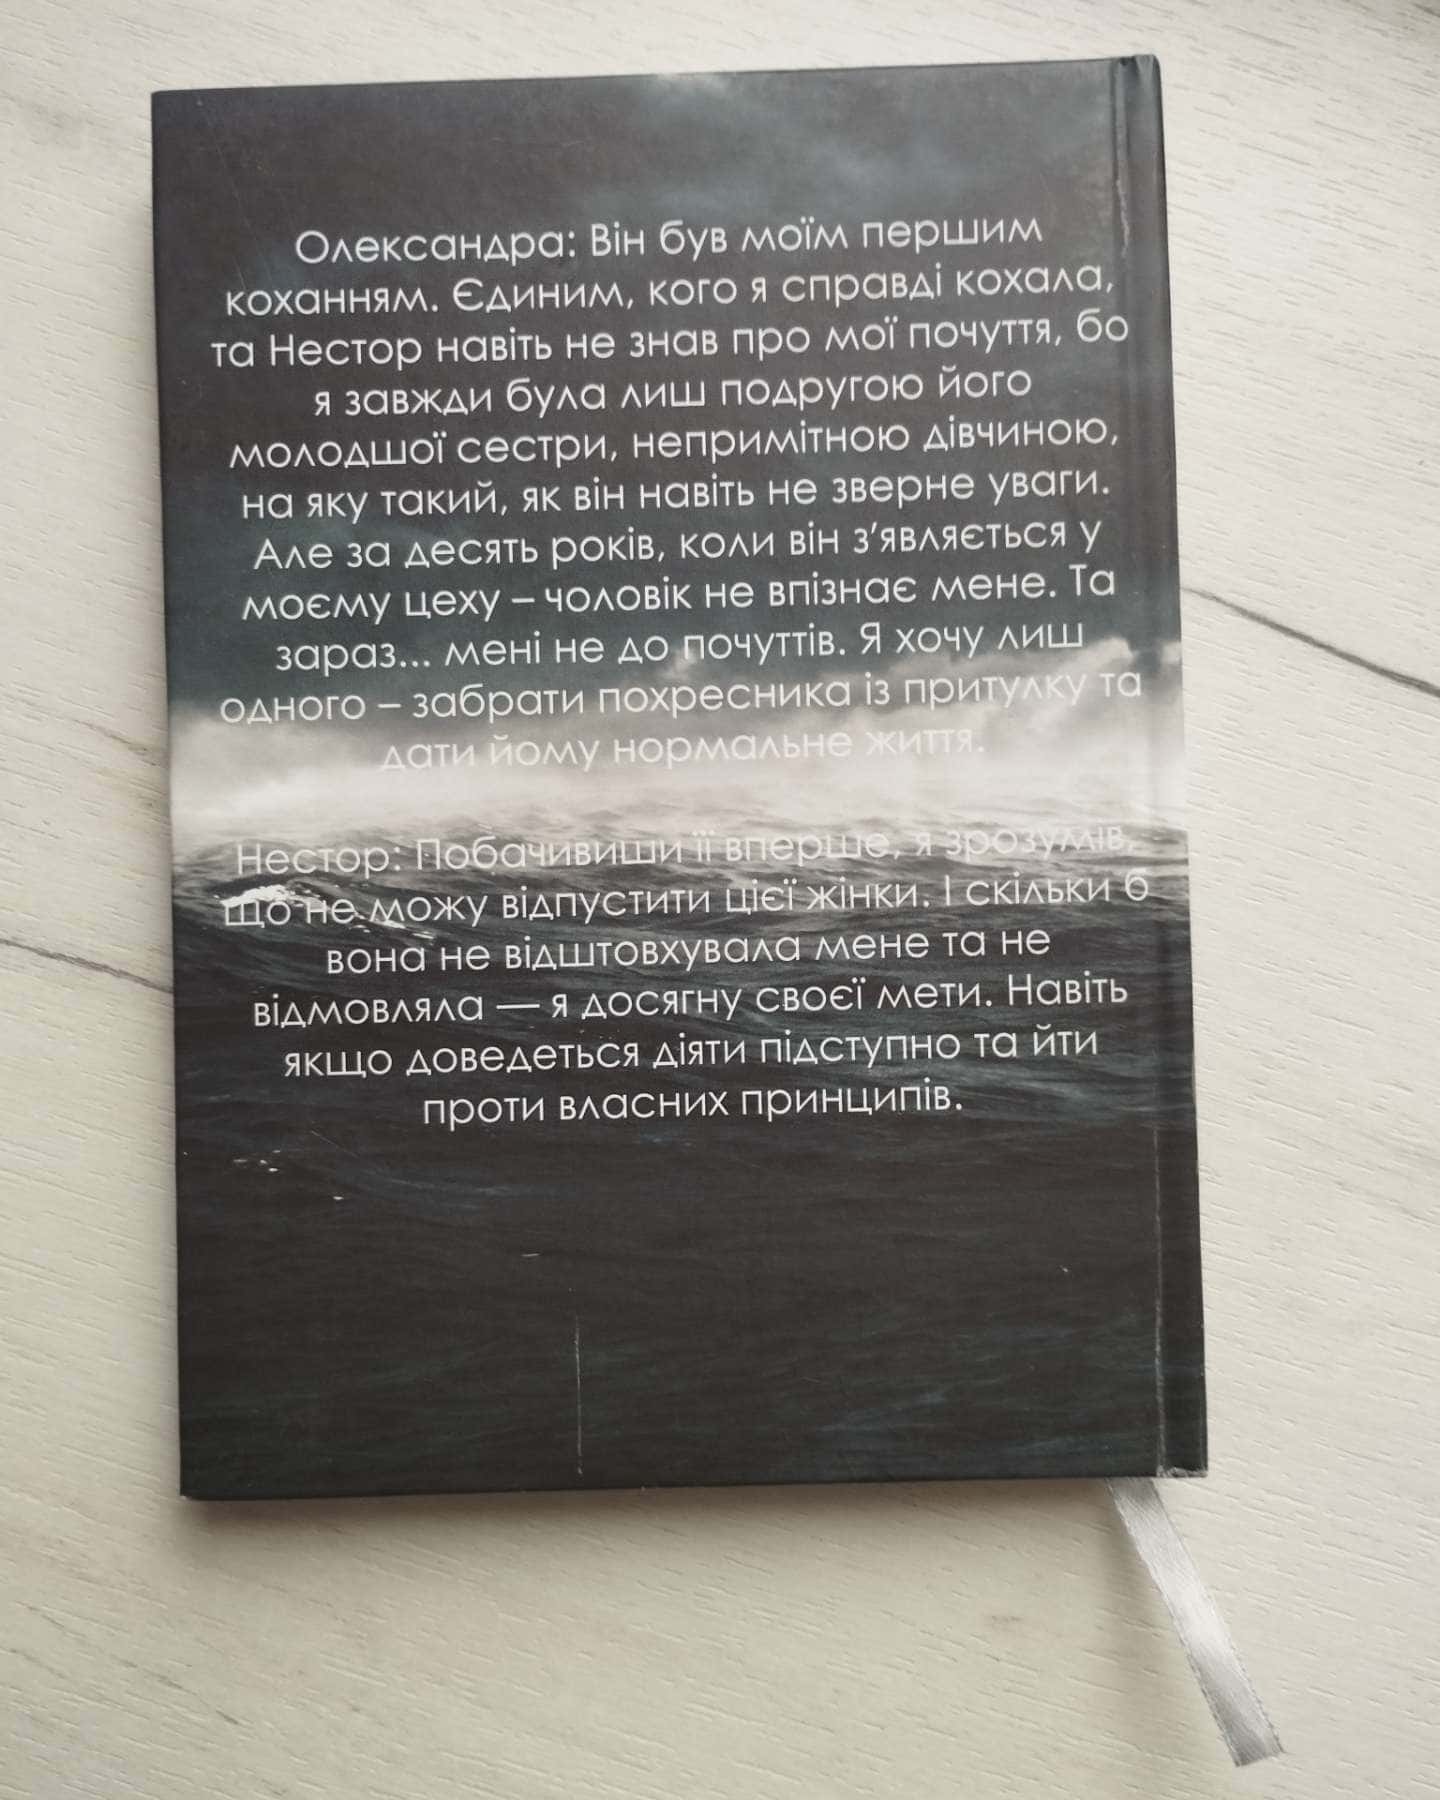 Олександра: Він був моїм першим
коханням. Єдиним, кого я справді кохала,
та Нестор навіть не знав про мої почуття, бо
я завжди була лиш подругою його
молодшої сестри, непримітною дівчиною,
на яку такий, як він навіть не зверне уваги.
Але за десять років, коли він з’являється у
моєму цеху – чоловік не впізнає мене. Та
зараз... мені не до почуттів. Я хочу лиш
одного – забрати похресника із притулку та
дати йому нормальне життя.
Нестор: Побачивиши її вперше, я зрозумів,
що не можу відпустити цієї жінки. І скільки б
вона не відштовхувала мене та не
відмовляла — я досягну своєї мети. Навіть
якщо доведеться діяти підступно та йти
проти власних принципів.